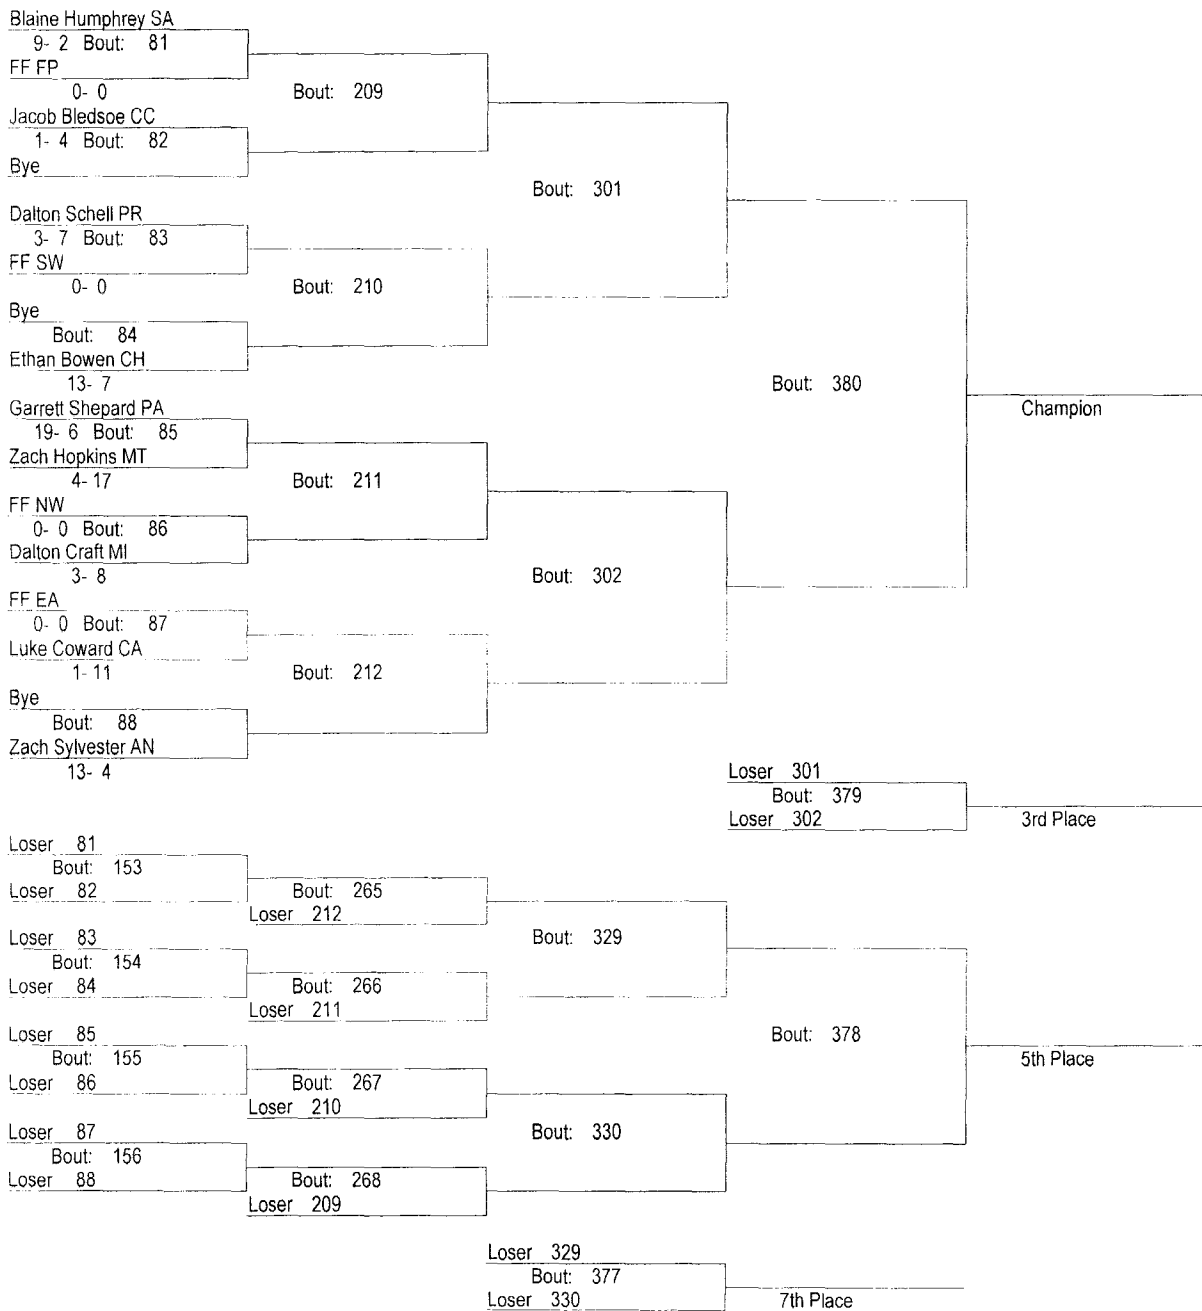 Blaine Humphrey SA
9- 2 Bout: 81
FF FP
0- 0
Bout: 209
Jacob Bledsoe CC
1- 4 Bout: 82
Bye
Bout: 301
Dalton Schell PR
3- 7 Bout: 83
FF SW
0- 0
Bout: 210
Bye
Bout: 84
Ethan Bowen CH
13- 7
Bout: 380
Champion
Garrett Shepard PA
19- 6 Bout: 85
Zach Hopkins MT
4- 17
Bout: 211
FF NW
0- 0 Bout: 86
Dalton Craft MI
3- 8
Bout: 302
FF EA
0- 0 Bout: 87
Luke Coward CA
1- 11
Bout: 212
Bye
Bout: 88
Zach Sylvester AN
13- 4
Loser 301
Bout: 379
Loser 302
3rd Place
Loser 81
Bout: 153
Loser 82
Bout: 265
Loser 212
Bout: 329
Loser 83
Bout: 154
Loser 84
Bout: 266
Loser 211
Bout: 378
5th Place
Loser 85
Bout: 155
Loser 86
Bout: 267
Loser 210
Bout: 330
Loser 87
Bout: 156
Loser 88
Bout: 268
Loser 209
Loser 329
Bout: 377
Loser 330
7th Place